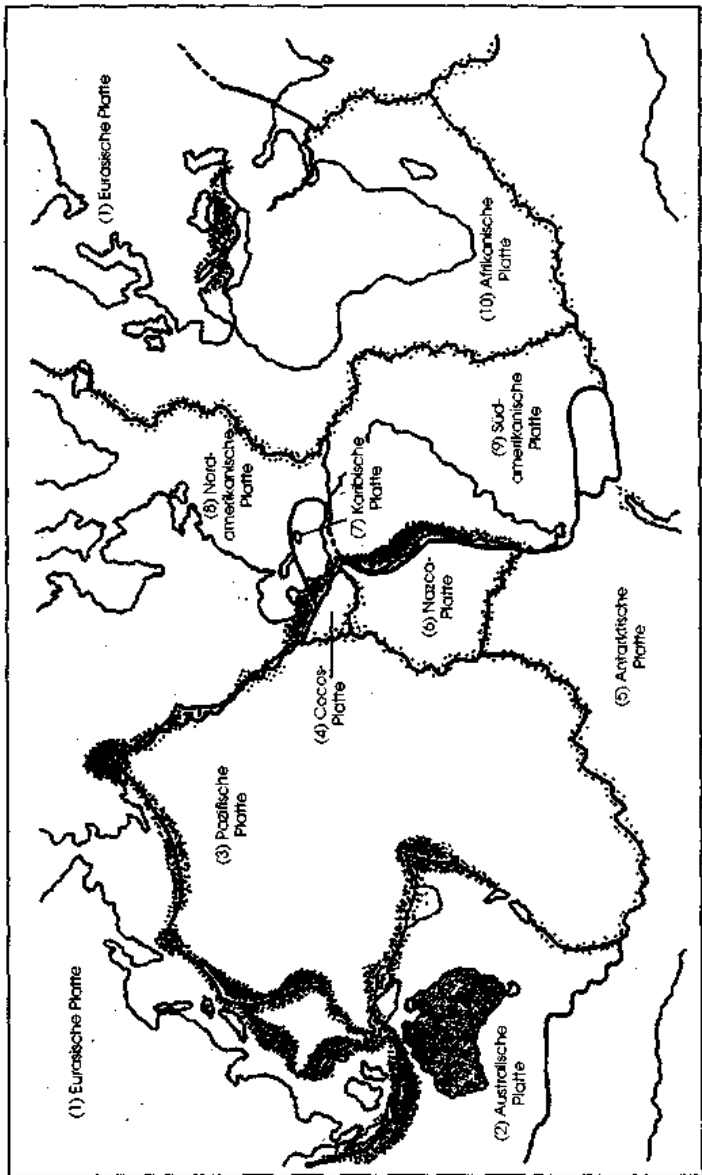 (1) Eurasische Platte
(2) Australische
Platte
(3) Pazifische
Platte
(4) Cocos-
Platte
(5) Antarktische
Platte
(6) Nazca-
Platte
(7) Karibische
Platte
(8) Nord-
amerikanische
Platte
(9) Süd-
amerikanische
Platte
(10) Afrikanische
Platte
(1) Eurasische Platte